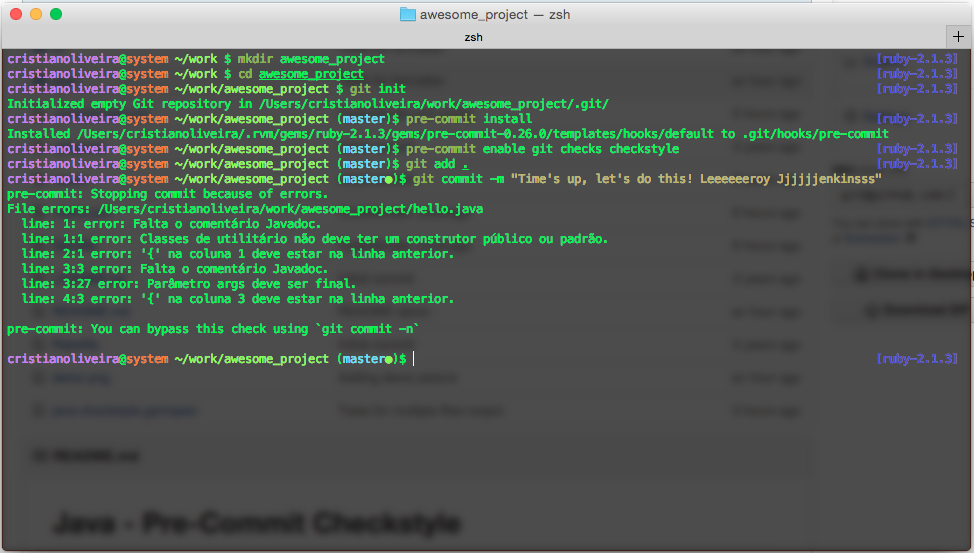 awesome_project — zsh
zsh
+
cristianoliveira@system ~/work $ mkdir awesome_project [ruby-2.1.3]
cristianoliveira@system ~/work $ cd awesome_project [ruby-2.1.3]
cristianoliveira@system ~/work/awesome_project $ git init [ruby-2.1.3]
Initialized empty Git repository in /Users/cristianoliveira/work/awesome_project/.git/
cristianoliveira@system ~/work/awesome_project (master)$ pre-commit install [ruby-2.1.3]
Installed /Users/cristianoliveira/.rvm/gems/ruby-2.1.3/gems/pre-commit-0.26.0/templates/hooks/default to .git/hooks/pre-commit
cristianoliveira@system ~/work/awesome_project (master)$ pre-commit enable git checks checkstyle [ruby-2.1.3]
cristianoliveira@system ~/work/awesome_project (master)$ git add . [ruby-2.1.3]
cristianoliveira@system ~/work/awesome_project (master●)$ git commit -m "Time's up, let's do this! Leeeeeeroy Jjjjjjenkinsss" [ruby-2.1.3]
pre-commit: Stopping commit because of errors.
File errors: /Users/cristianoliveira/work/awesome_project/hello.java
line: 1: error: Falta o comentário Javadoc.
line: 1:1 error: Classes de utilitário não deve ter um construtor público ou padrão.
line: 2:1 error: '{' na coluna 1 deve estar na linha anterior.
line: 3:3 error: Falta o comentário Javadoc.
line: 3:27 error: Parâmetro args deve ser final.
line: 4:3 error: '{' na coluna 3 deve estar na linha anterior.
pre-commit: You can bypass this check using `git commit -n`
cristianoliveira@system ~/work/awesome_project (master●)$ [ruby-2.1.3]
README.md
Java - Pre-Commit Checkstyle